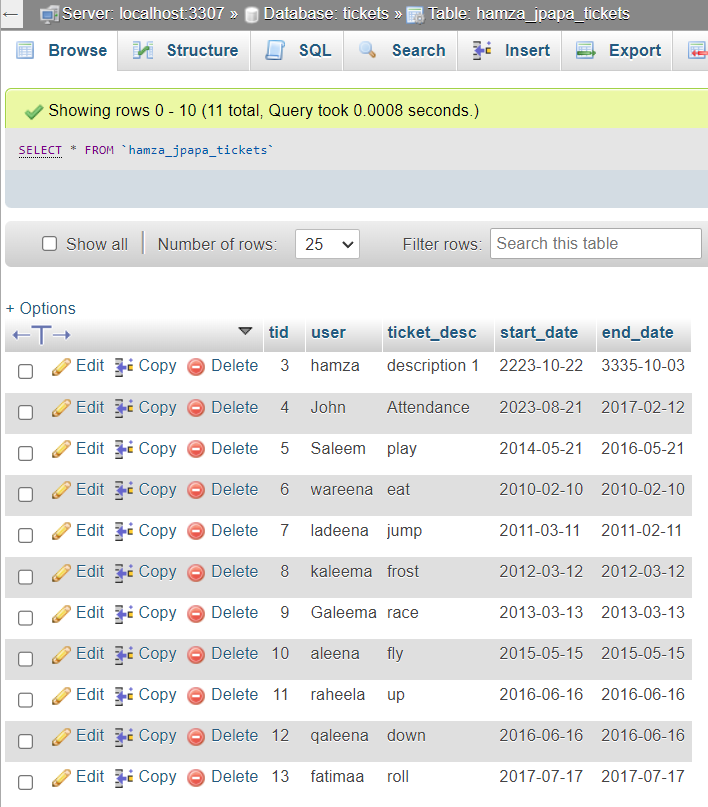 Server: localhost:3307 » Database: tickets » Table: hamza_jpapa_tickets
Browse Structure SQL Search Insert Export
Showing rows 0 - 10 (11 total, Query took 0.0008 seconds.)
SELECT * FROM `hamza_jpapa_tickets`
Show all Number of rows: 25 Filter rows: Search this table
+ Options
←T→ tid user ticket_desc start_date end_date
Edit Copy Delete 3 hamza description 1 2223-10-22 3335-10-03
Edit Copy Delete 4 John Attendance 2023-08-21 2017-02-12
Edit Copy Delete 5 Saleem play 2014-05-21 2016-05-21
Edit Copy Delete 6 wareena eat 2010-02-10 2010-02-10
Edit Copy Delete 7 ladeena jump 2011-03-11 2011-02-11
Edit Copy Delete 8 kaleema frost 2012-03-12 2012-03-12
Edit Copy Delete 9 Galeema race 2013-03-13 2013-03-13
Edit Copy Delete 10 aleena fly 2015-05-15 2015-05-15
Edit Copy Delete 11 raheela up 2016-06-16 2016-06-16
Edit Copy Delete 12 qaleena down 2016-06-16 2016-06-16
Edit Copy Delete 13 fatimaa roll 2017-07-17 2017-07-17